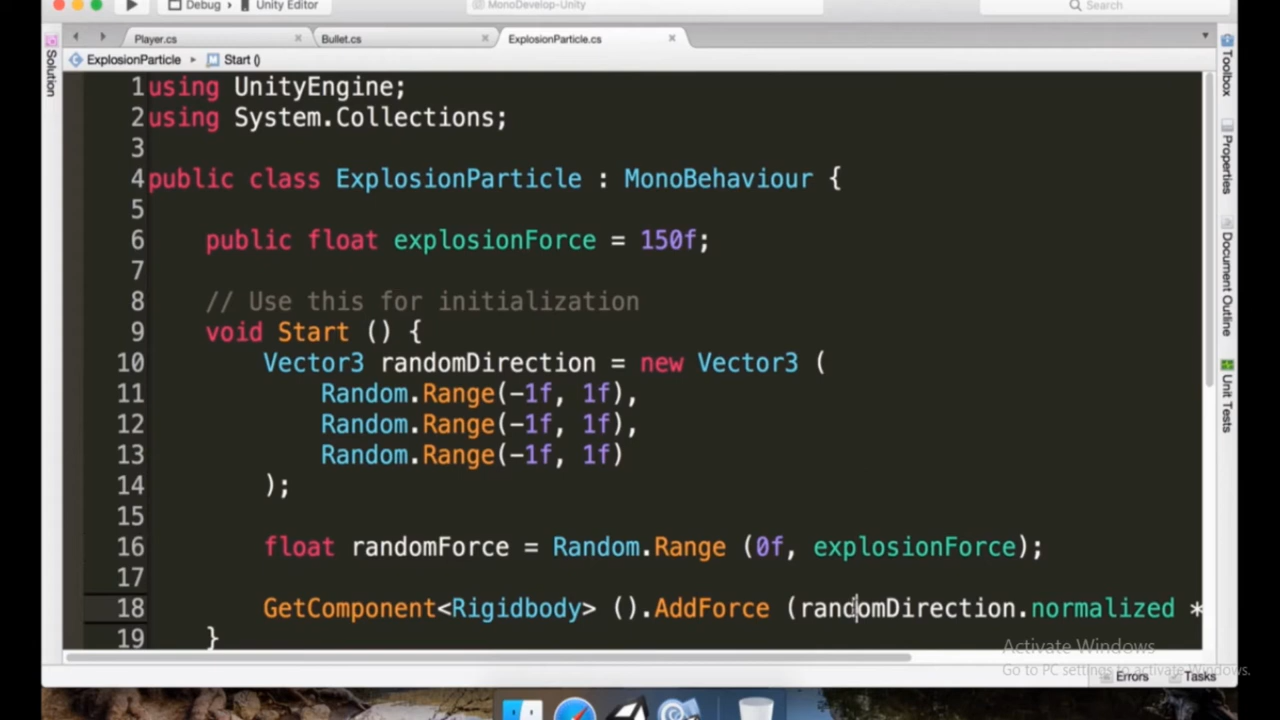 Debug
Unity Editor
MonoDevelop-Unity
Search
Player.cs
Bullet.cs
ExplosionParticle.cs
ExplosionParticle
Start ()
Solution
1 using UnityEngine;
2 using System.Collections;
3
4 public class ExplosionParticle : MonoBehaviour {
5
6 public float explosionForce = 150f;
7
8 // Use this for initialization
9 void Start () {
10 Vector3 randomDirection = new Vector3 (
11 Random.Range(-1f, 1f),
12 Random.Range(-1f, 1f),
13 Random.Range(-1f, 1f)
14 );
15
16 float randomForce = Random.Range (0f, explosionForce);
17
18 GetComponent<Rigidbody> ().AddForce (randomDirection.normalized *
19 }
Toolbox
Properties
Document Outline
Unit Tests
Activate Windows
Go to PC settings to activate Windows.
Errors
Tasks